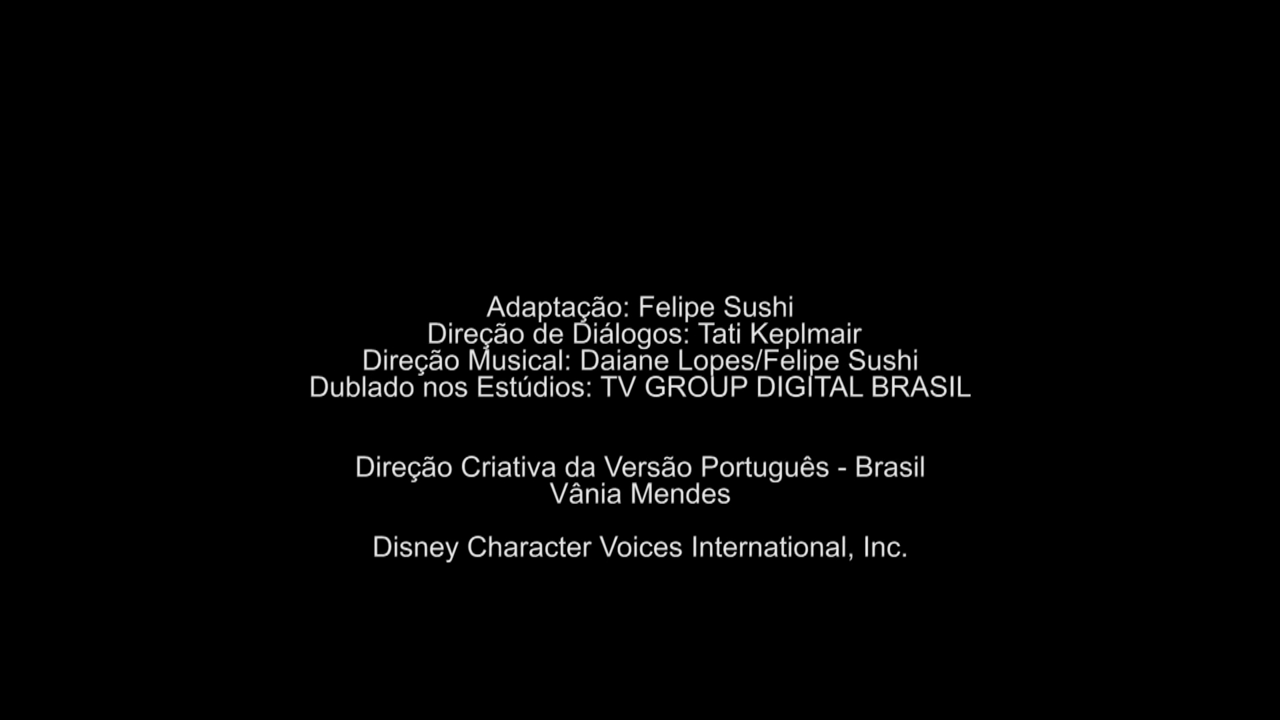 Adaptação: Felipe Sushi
Direção de Diálogos: Tati Keplmair
Direção Musical: Daiane Lopes/Felipe Sushi
Dublado nos Estúdios: TV GROUP DIGITAL BRASIL
Direção Criativa da Versão Português - Brasil
Vânia Mendes
Disney Character Voices International, Inc.